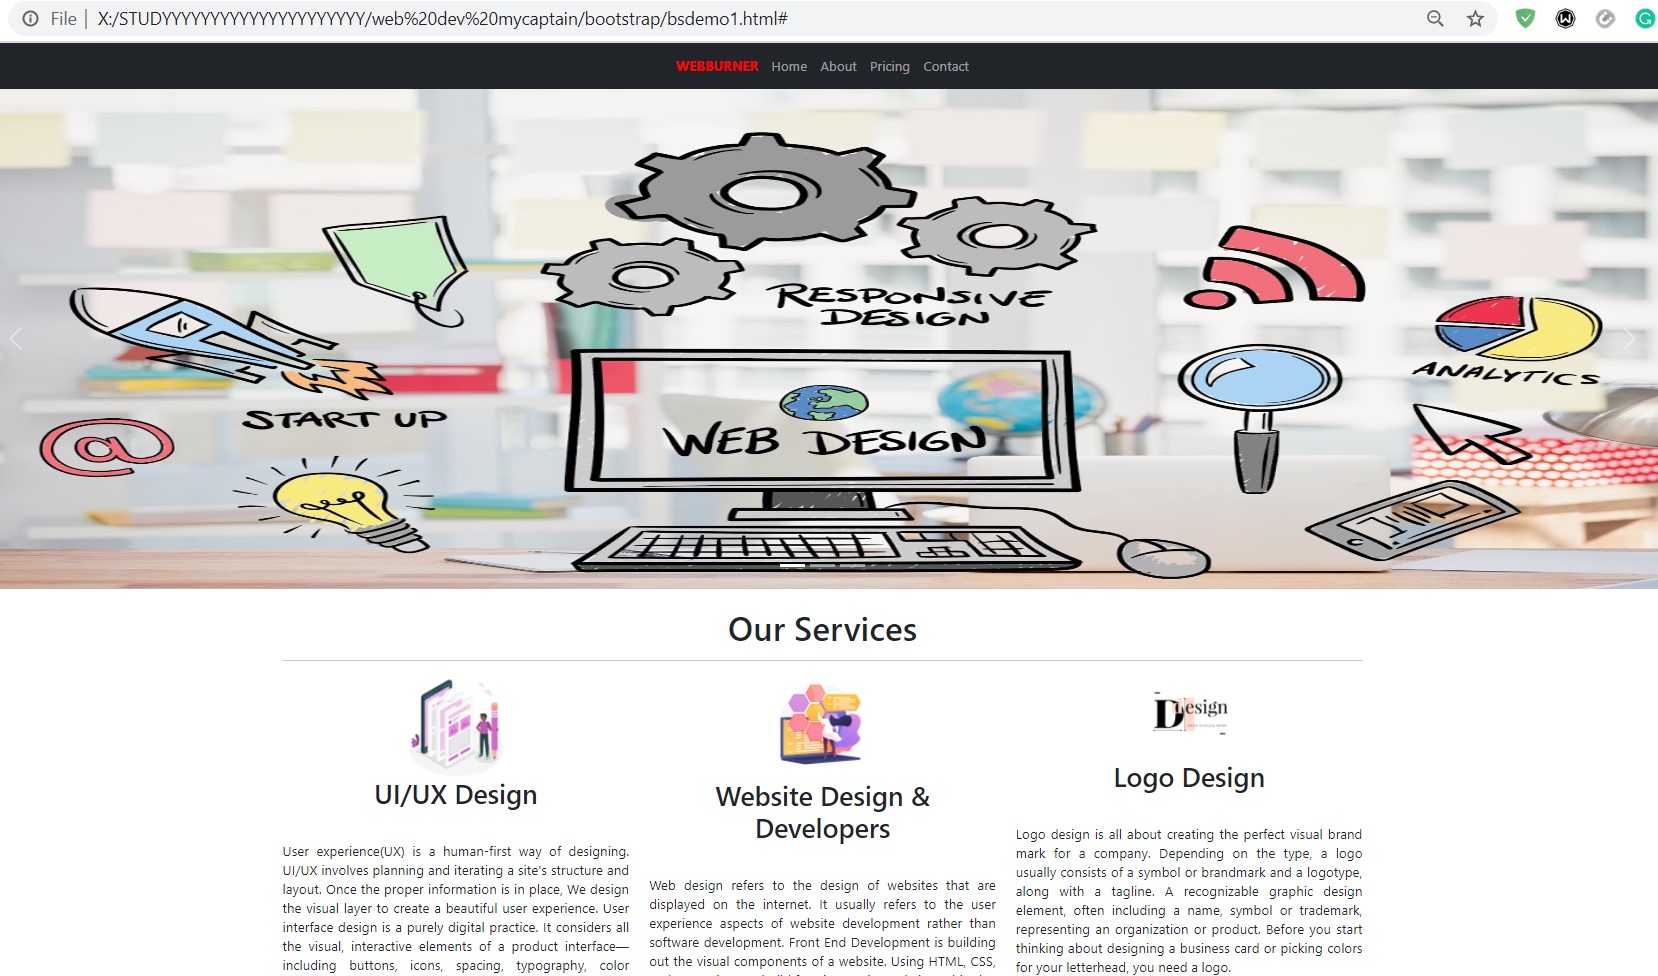 File | X:/STUDYYYYYYYYYYYYYYYYYYYYY/web%20dev%20mycaptain/bootstrap/bsdemo1.html#
WEBBURNER Home About Pricing Contact
RESPONSIVE
DESIGN
ANALYTICS
START UP
WEB DESIGN
Our Services
Design
UI/UX Design
Website Design &
Developers
Logo Design
User experience(UX) is a human-first way of designing.
UI/UX involves planning and iterating a site's structure and
layout. Once the proper information is in place, We design
the visual layer to create a beautiful user experience. User
interface design is a purely digital practice. It considers all
the visual, interactive elements of a product interface—
including buttons, icons, spacing, typography, color
Web design refers to the design of websites that are
displayed on the internet. It usually refers to the user
experience aspects of website development rather than
software development. Front End Development is building
out the visual components of a website. Using HTML, CSS,
Logo design is all about creating the perfect visual brand
mark for a company. Depending on the type, a logo
usually consists of a symbol or brandmark and a logotype,
along with a tagline. A recognizable graphic design
element, often including a name, symbol or trademark,
representing an organization or product. Before you start
thinking about designing a business card or picking colors
for your letterhead, you need a logo.